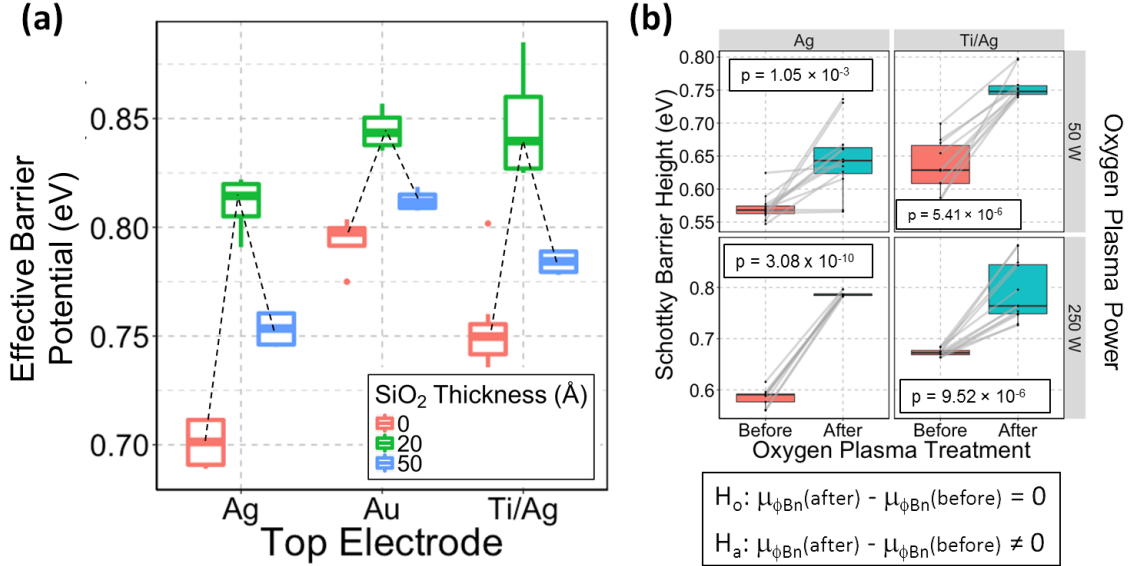 (a)
Effective Barrier
Potential (eV)
0.85
0.80
0.75
0.70
SiO₂ Thickness (Å)
0
20
50
Ag
Au
Ti/Ag
Top Electrode
(b)
Ag
Ti/Ag
Schottky Barrier Height (eV)
0.80
0.75
0.70
0.65
0.60
0.55
p = 1.05 × 10⁻³
p = 5.41 × 10⁻⁶
50 W
0.8
0.7
0.6
p = 3.08 x 10⁻¹⁰
p = 9.52 × 10⁻⁶
250 W
Oxygen Plasma Power
Before
After
Before
After
Oxygen Plasma Treatment
Hₒ: μ_ϕBn(after) - μ_ϕBn(before) = 0
Hₐ: μ_ϕBn(after) - μ_ϕBn(before) ≠ 0